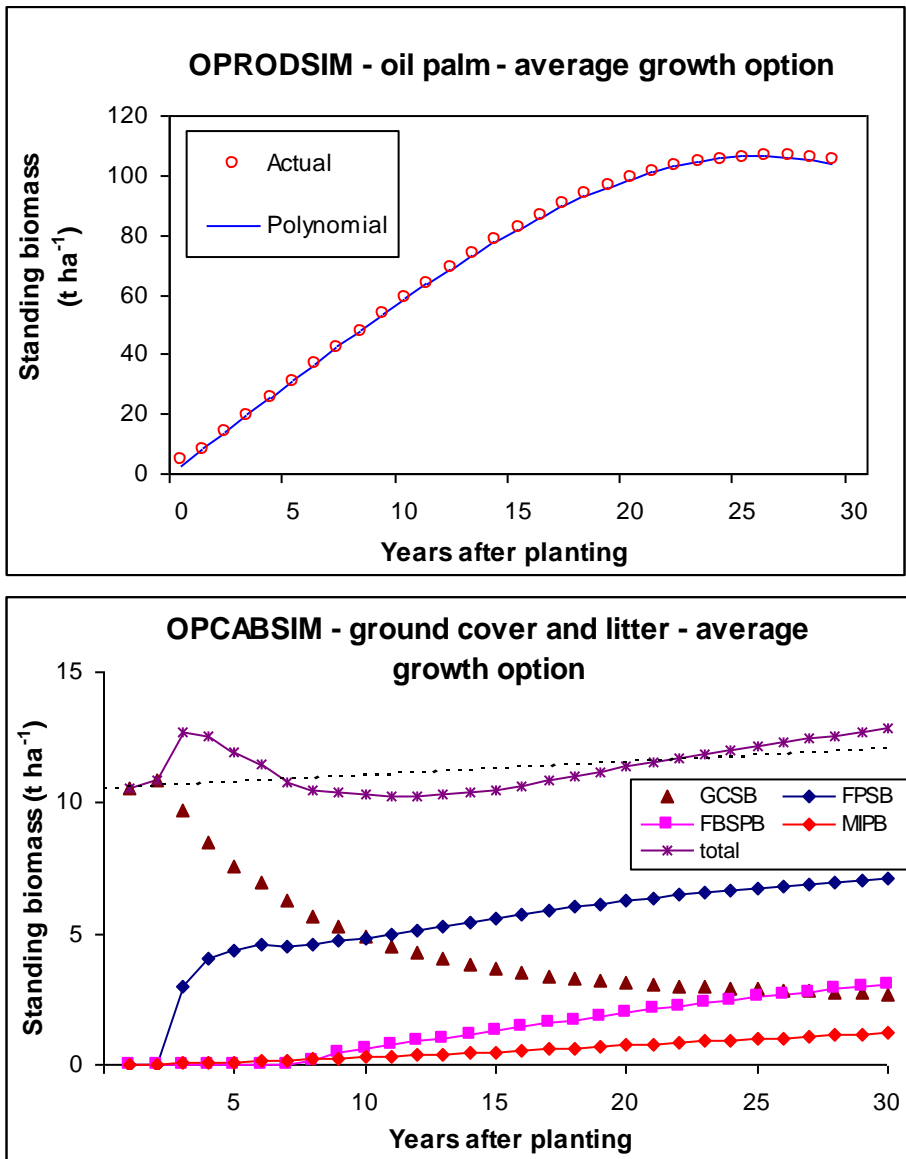 OPRODSIM - oil palm - average growth option
120
100
80
60
40
20
0
Standing biomass
(t ha-1)
Actual
Polynomial
0 5 10 15 20 25 30
Years after planting
OPCABSIM - ground cover and litter - average
growth option
15
10
5
0
Standing biomass (t ha-1)
GCSB FPSB
FBSPB MIPB
total
5 10 15 20 25 30
Years after planting